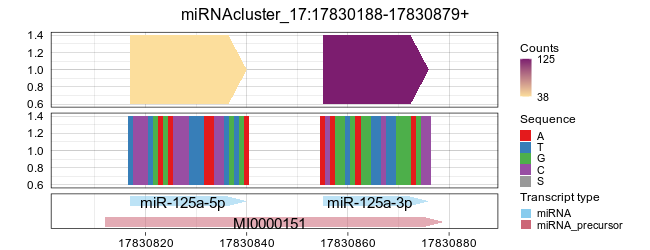 miRNAcluster_17:17830188-17830879+
1.4
1.2
1.0
0.8
0.6
1.4
1.2
1.0
0.8
0.6
miR-125a-5p
miR-125a-3p
MI0000151
17830820
17830840
17830860
17830880
Counts
125
38
Sequence
A
T
G
C
S
Transcript type
miRNA
miRNA_precursor